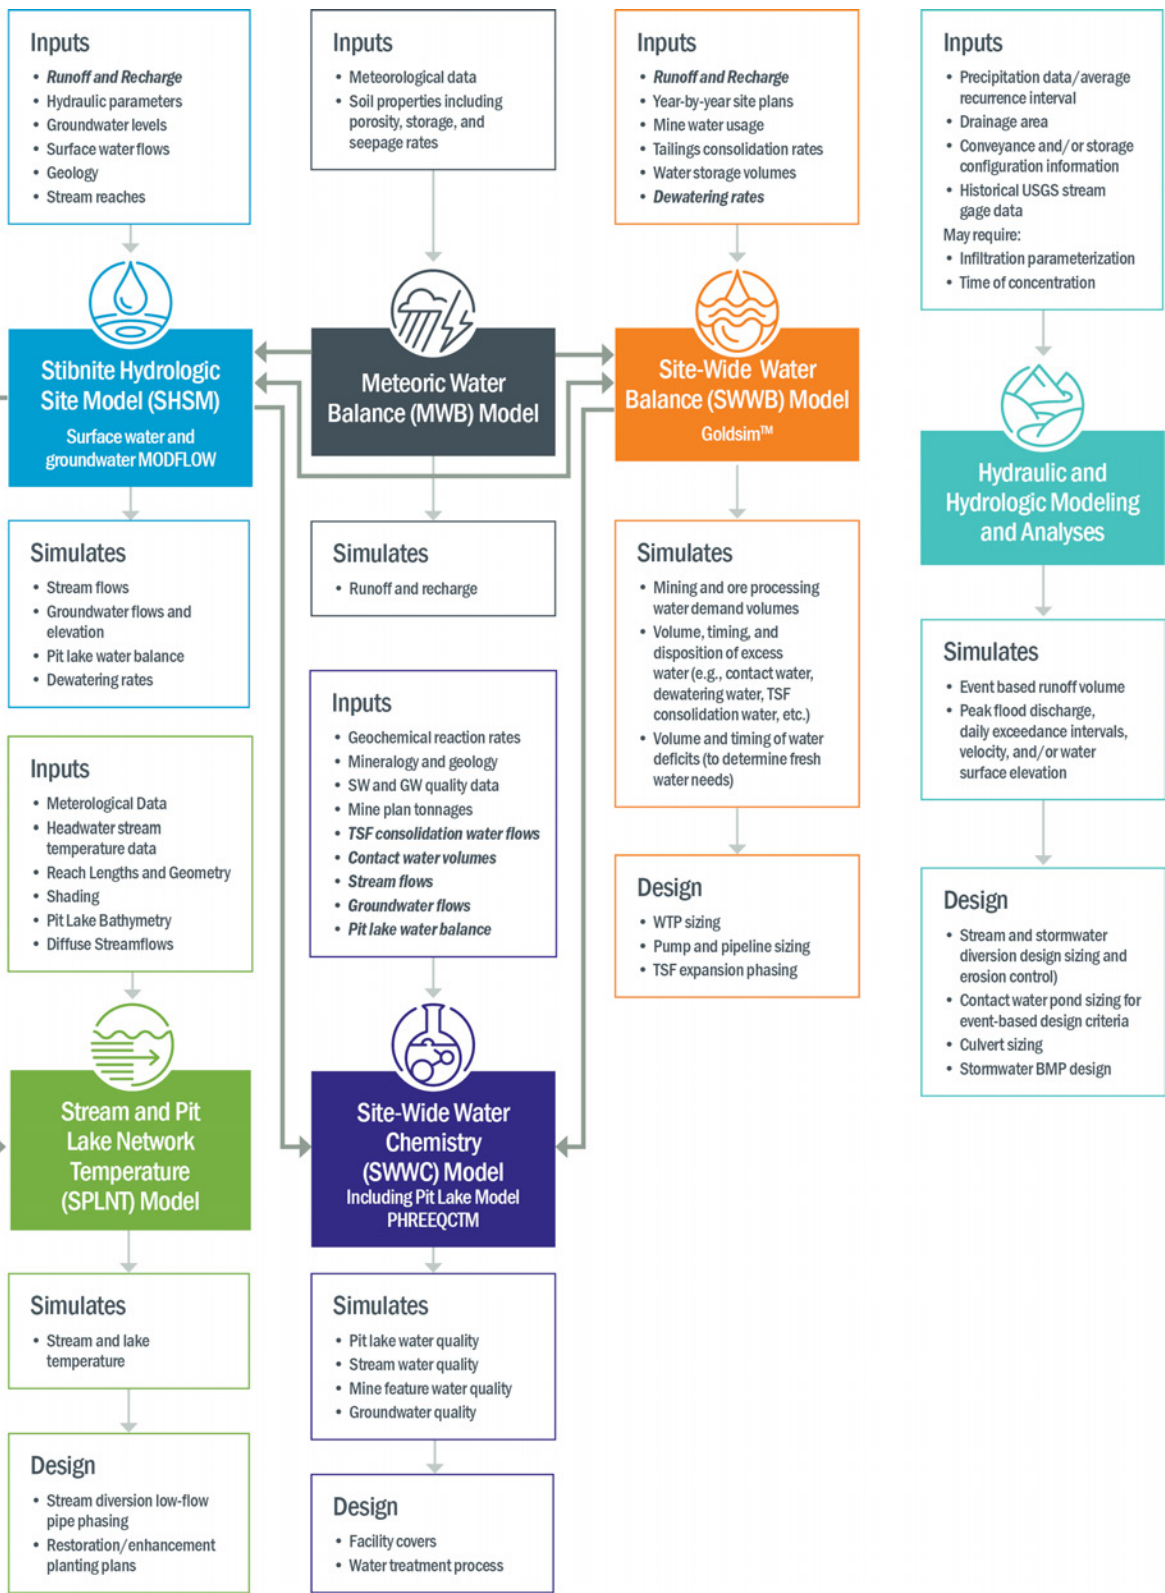 Inputs
• Runoff and Recharge
• Hydraulic parameters
• Groundwater levels
• Surface water flows
• Geology
• Stream reaches
Stibnite Hydrologic
Site Model (SHSM)
Surface water and
groundwater MODFLOW
Simulates
• Stream flows
• Groundwater flows and
elevation
• Pit lake water balance
• Dewatering rates
Inputs
• Meterological Data
• Headwater stream
temperature data
• Reach Lengths and Geometry
• Shading
• Pit Lake Bathymetry
• Diffuse Streamflows
Stream and Pit
Lake Network
Temperature
(SPLNT) Model
Simulates
• Stream and lake
temperature
Design
• Stream diversion low-flow
pipe phasing
• Restoration/enhancement
planting plans
Inputs
• Meteorological data
• Soil properties including
porosity, storage, and
seepage rates
Meteoric Water
Balance (MWB) Model
Simulates
• Runoff and recharge
Inputs
• Geochemical reaction rates
• Mineralogy and geology
• SW and GW quality data
• Mine plan tonnages
• TSF consolidation water flows
• Contact water volumes
• Stream flows
• Groundwater flows
• Pit lake water balance
Site-Wide Water
Chemistry
(SWWC) Model
Including Pit Lake Model
PHREEQCTM
Simulates
• Pit lake water quality
• Stream water quality
• Mine feature water quality
• Groundwater quality
Design
• Facility covers
• Water treatment process
Inputs
• Runoff and Recharge
• Year-by-year site plans
• Mine water usage
• Tailings consolidation rates
• Water storage volumes
• Dewatering rates
Site-Wide Water
Balance (SWWB) Model
Goldsim™
Simulates
• Mining and ore processing
water demand volumes
• Volume, timing, and
disposition of excess
water (e.g., contact water,
dewatering water, TSF
consolidation water, etc.)
• Volume and timing of water
deficits (to determine fresh
water needs)
Design
• WTP sizing
• Pump and pipeline sizing
• TSF expansion phasing
Inputs
• Precipitation data/average
recurrence interval
• Drainage area
• Conveyance and/or storage
configuration information
• Historical USGS stream
gage data
May require:
• Infiltration parameterization
• Time of concentration
Hydraulic and
Hydrologic Modeling
and Analyses
Simulates
• Event based runoff volume
• Peak flood discharge,
daily exceedance intervals,
velocity, and/or water
surface elevation
Design
• Stream and stormwater
diversion design sizing and
erosion control)
• Contact water pond sizing for
event-based design criteria
• Culvert sizing
• Stormwater BMP design